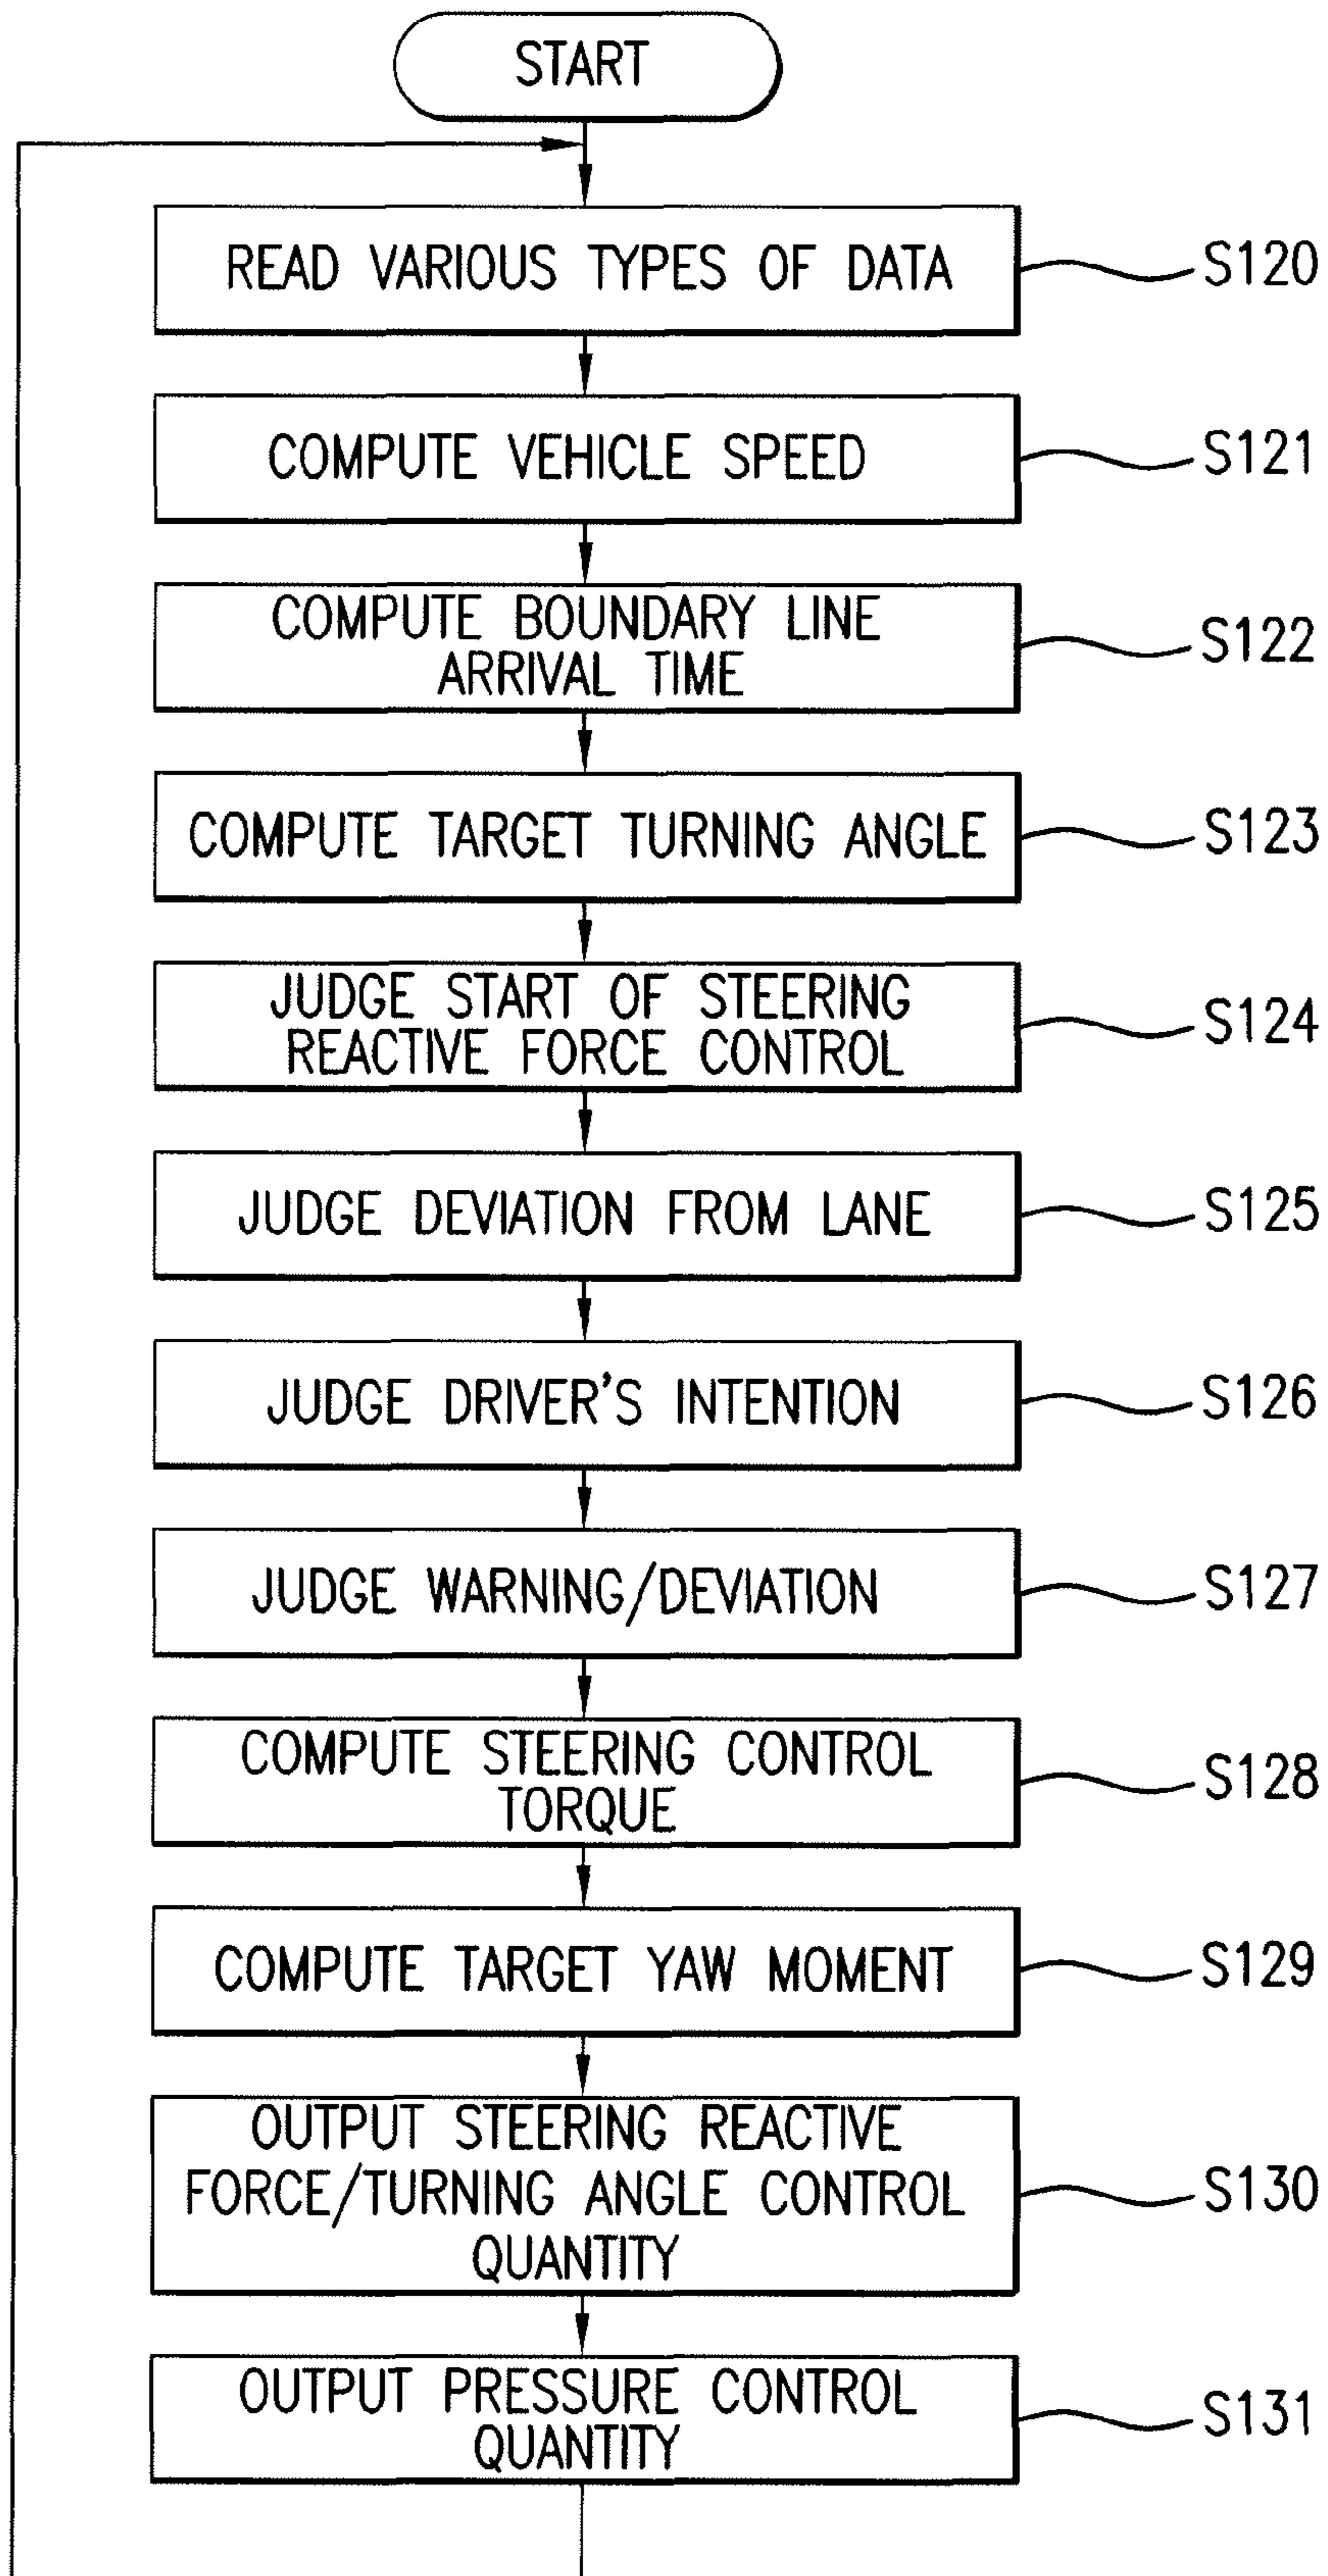 START
READ VARIOUS TYPES OF DATA
S120
COMPUTE VEHICLE SPEED
S121
COMPUTE BOUNDARY LINE
ARRIVAL TIME
S122
COMPUTE TARGET TURNING ANGLE
S123
JUDGE START OF STEERING
REACTIVE FORCE CONTROL
S124
JUDGE DEVIATION FROM LANE
S125
JUDGE DRIVER'S INTENTION
S126
JUDGE WARNING/DEVIATION
S127
COMPUTE STEERING CONTROL
TORQUE
S128
COMPUTE TARGET YAW MOMENT
S129
OUTPUT STEERING REACTIVE
FORCE/TURNING ANGLE CONTROL
QUANTITY
S130
OUTPUT PRESSURE CONTROL
QUANTITY
S131